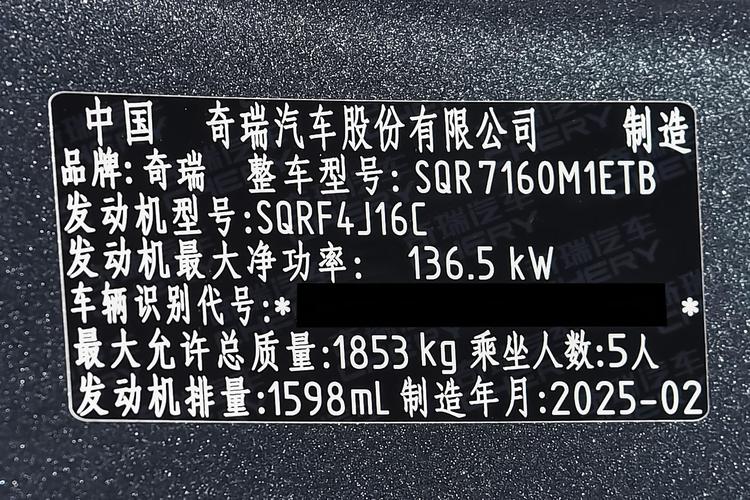 中国 奇瑞汽车股份有限公司 制造
品牌:奇瑞 整车型号:SQR7160M1ETB
发动机型号:SQRF4J16C
发动机最大净功率: 136.5 kW
车辆识别代号:* *
最大允许总质量:1853 kg 乘坐人数:5人
发动机排量:1598mL 制造年月:2025-02